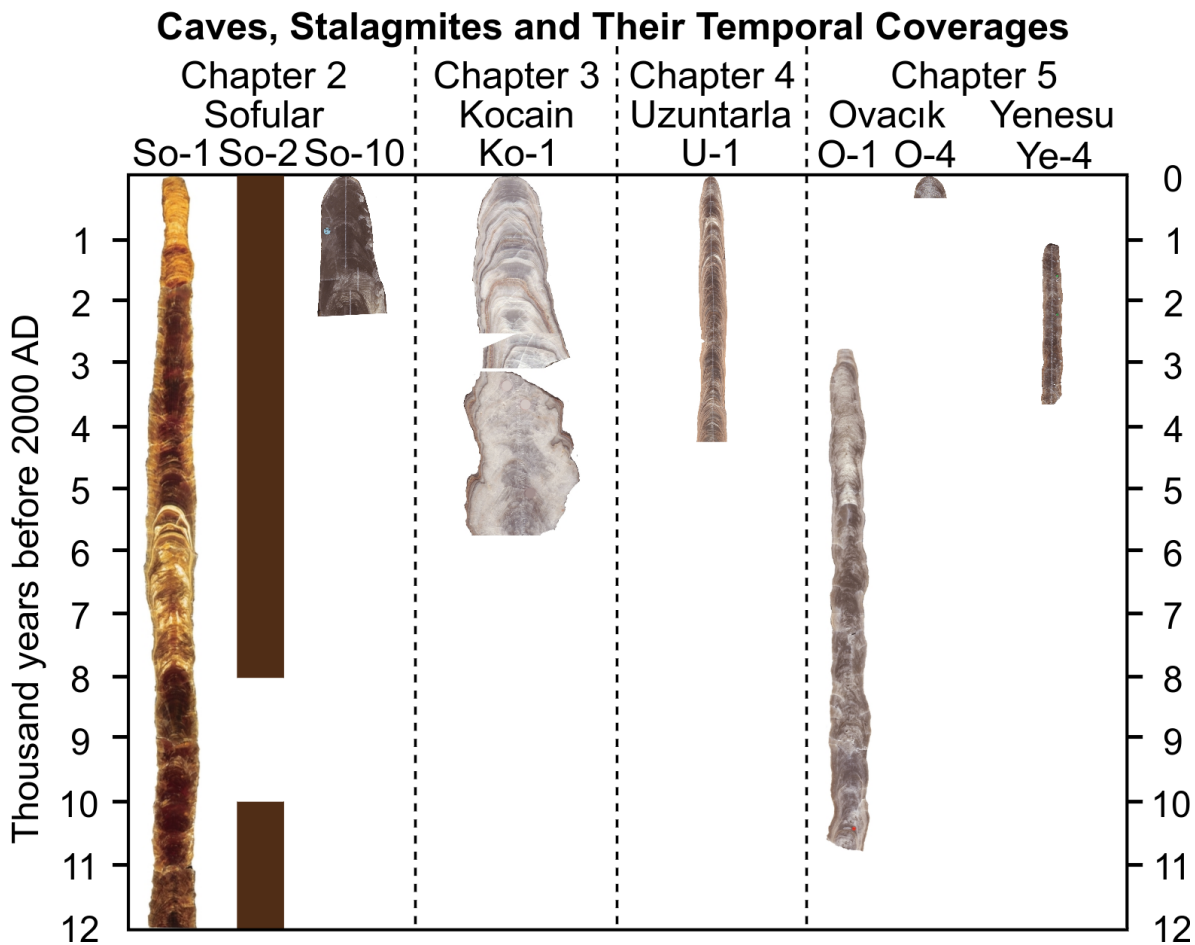 Caves, Stalagmites and Their Temporal Coverages
Chapter 2 Chapter 3 Chapter 4 Chapter 5
Sofular Kocain Uzuntarla Ovacık Yenesu
So-1 So-2 So-10 Ko-1 U-1 O-1 O-4 Ye-4
Thousand years before 2000 AD
0
1 1
2 2
3 3
4 4
5 5
6 6
7 7
8 8
9 9
10 10
11 11
12 12